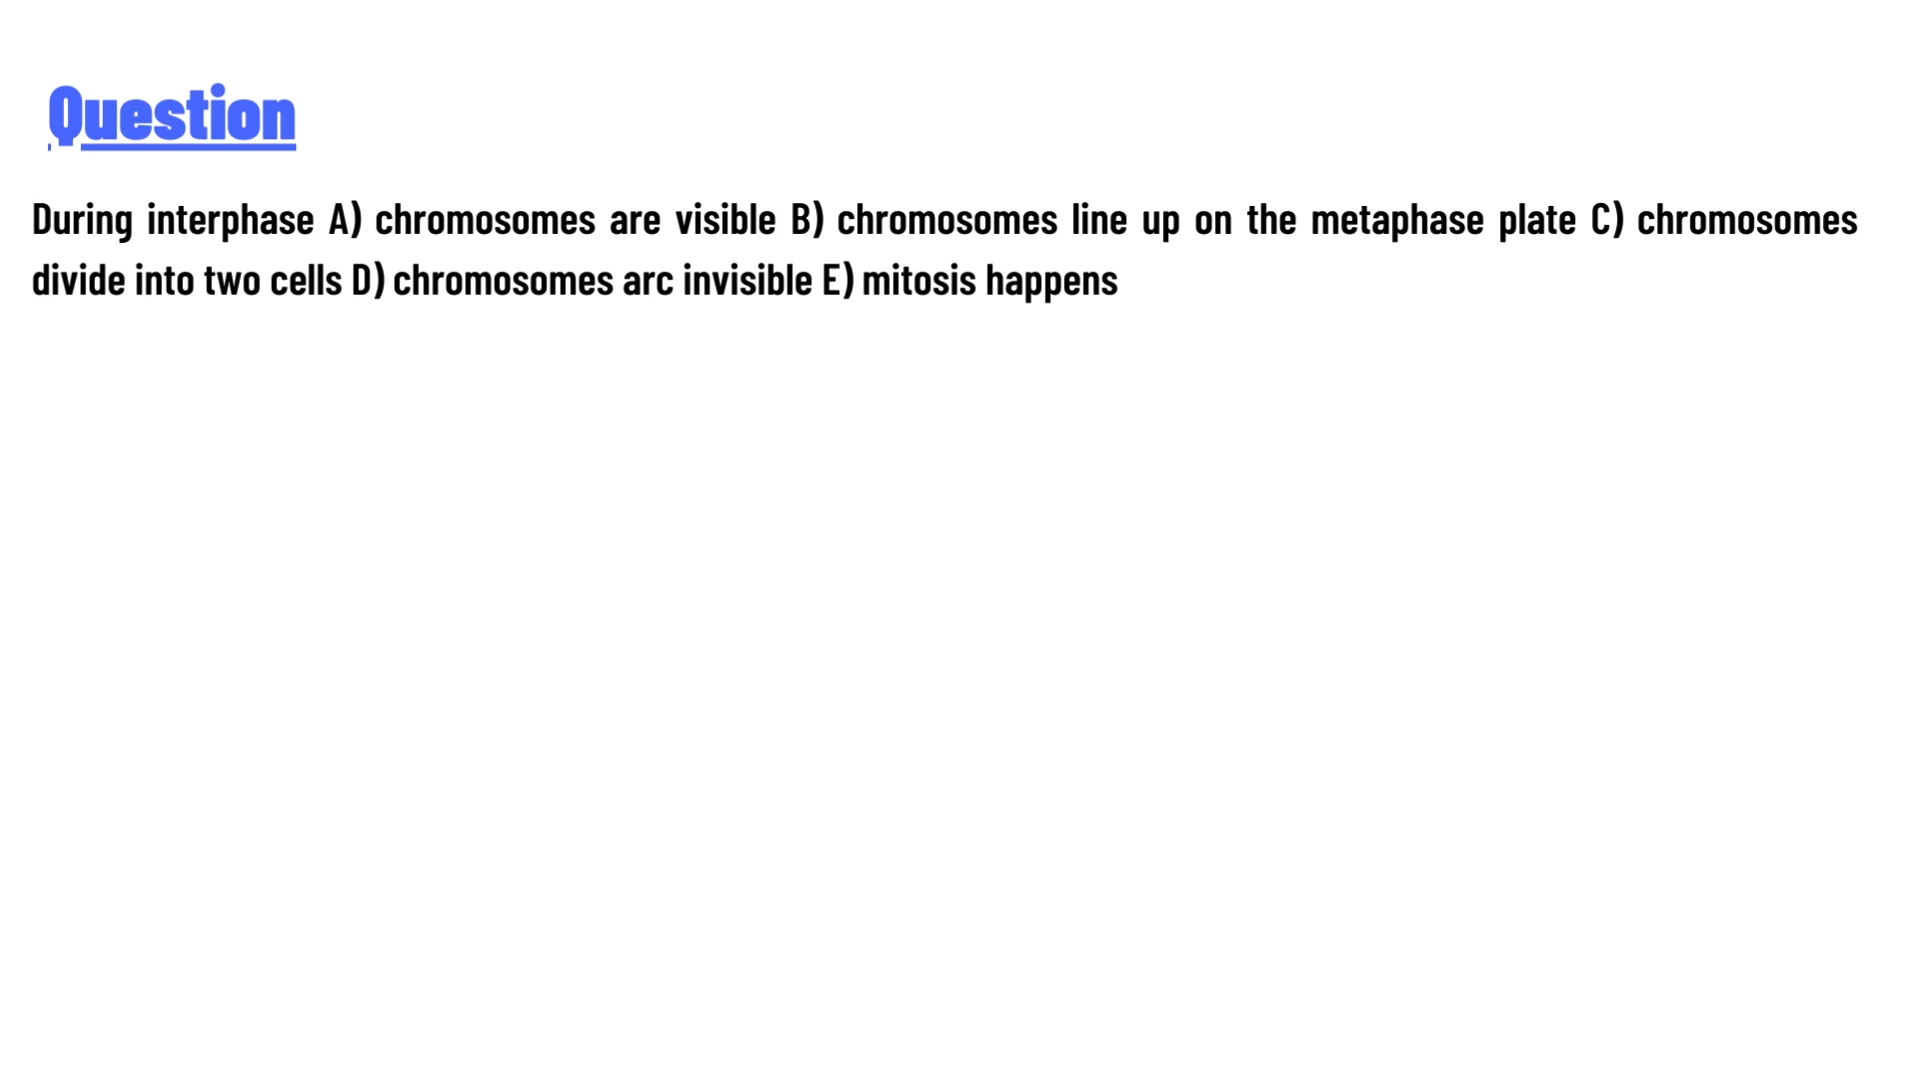 Question
During interphase A) chromosomes are visible B) chromosomes line up on the metaphase plate C) chromosomes
divide into two cells D) chromosomes arc invisible E) mitosis happens